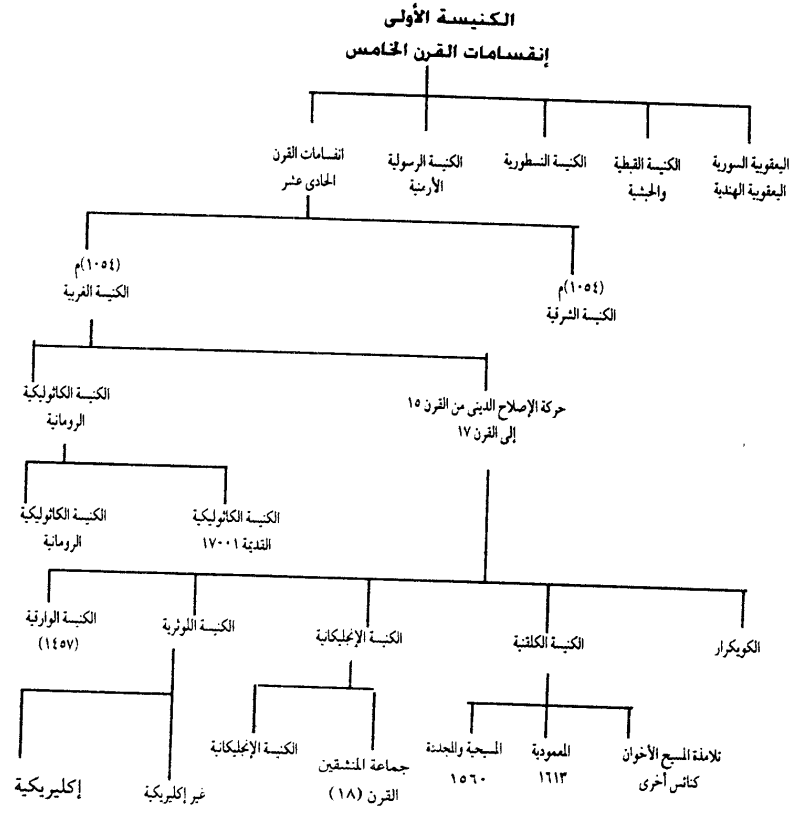 الكنيسة الأولى
إنقسامات القرن الخامس
اليعقوبية السورية
اليعقوبية الهندية
الكنيسة القبطية
والحبشية
الكنيسة النسطورية
الكنيسة الرسولية
الأرمنية
انقسامات القرن
الحادى عشر
(١٠٥٤)م
الكنيسة الشرقية
(١٠٥٤)م
الكنيسة الغربية
حركة الإصلاح الدينى من القرن ١٥
إلى القرن ١٧
الكنيسة الكاثوليكية
الرومانية
الكنيسة الكاثوليكية
القديمة ١٧٠٠١
الكنيسة الكاثوليكية
الرومانية
الكويكرار
الكنيسة الكلفنية
الكنيسة الإنجليكانية
الكنيسة اللوثرية
الكنيسة الوارقية
(١٤٥٧)
تلامذة المسيح الأخوان
كنائس أخرى
المعمودية
١٦١٣
المسيحية والمجددة
١٥٦٠
جماعة المنشقين
القرن (١٨)
الكنيسة الإنجليكانية
غير إكليريكية
إكليريكية